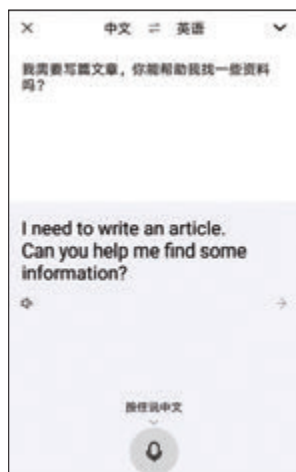 中文 ⇌ 英语
我需要写篇文章，你能帮助我找一些资料
吗？
I need to write an article.
Can you help me find some
information?
按住说中文